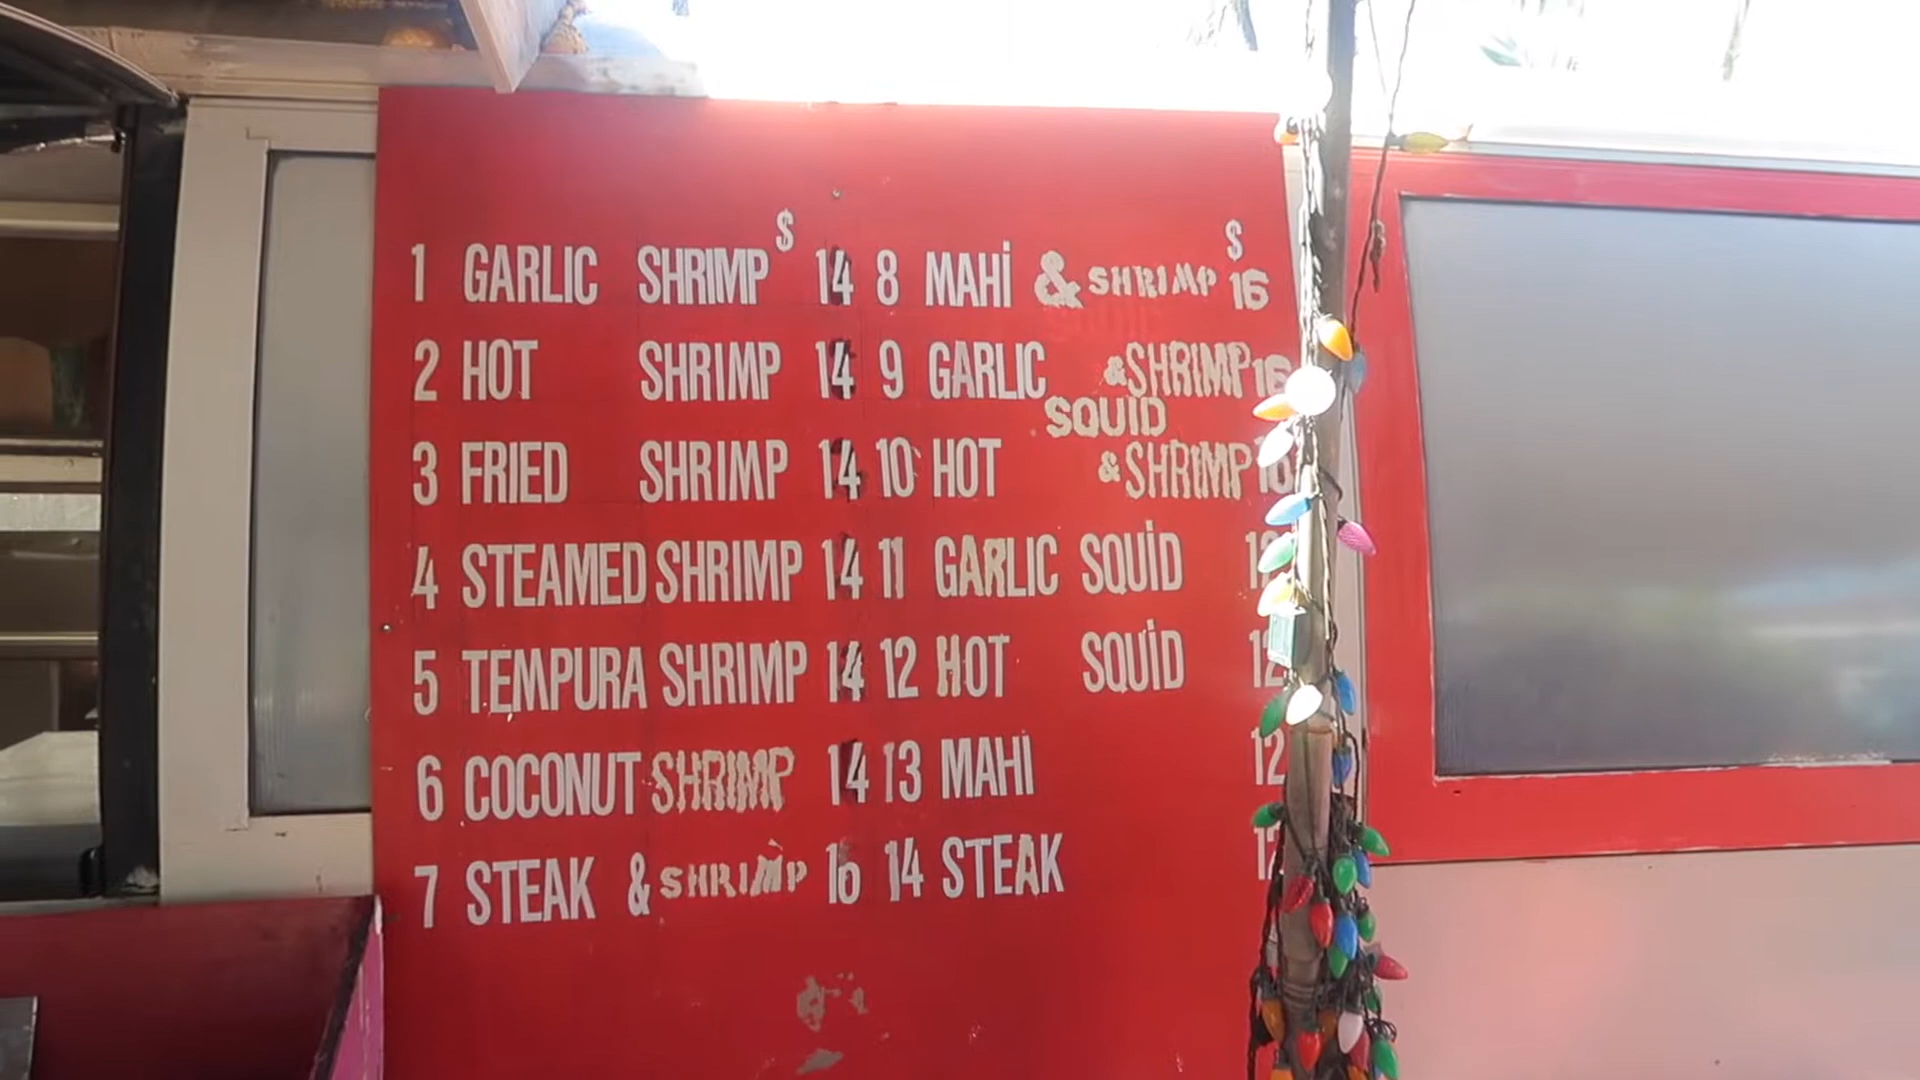 $ $
1 GARLIC SHRIMP 14 8 MAHI & SHRIMP 16
2 HOT SHRIMP 14 9 GARLIC & SHRIMP 16
SQUID
3 FRIED SHRIMP 14 10 HOT & SHRIMP
4 STEAMED SHRIMP 14 11 GARLIC SQUID
5 TEMPURA SHRIMP 14 12 HOT SQUID 12
6 COCONUT SHRIMP 14 13 MAHI 12
7 STEAK & SHRIMP 16 14 STEAK 12